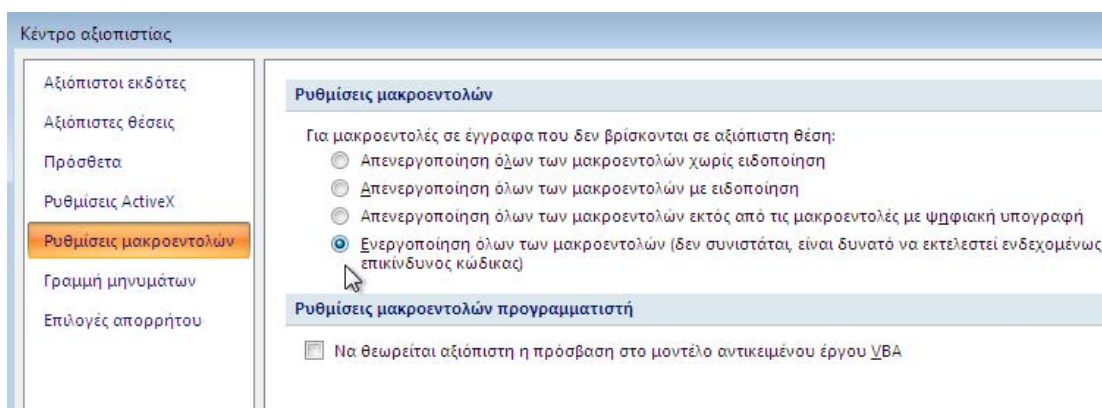 Κέντρο αξιοπιστίας
Αξιόπιστοι εκδότες
Αξιόπιστες θέσεις
Πρόσθετα
Ρυθμίσεις ActiveX
Ρυθμίσεις μακροεντολών
Γραμμή μηνυμάτων
Επιλογές απορρήτου
Ρυθμίσεις μακροεντολών
Για μακροεντολές σε έγγραφα που δεν βρίσκονται σε αξιόπιστη θέση:
Απενεργοποίηση όλων των μακροεντολών χωρίς ειδοποίηση
Απενεργοποίηση όλων των μακροεντολών με ειδοποίηση
Απενεργοποίηση όλων των μακροεντολών εκτός από τις μακροεντολές με ψηφιακή υπογραφή
Ενεργοποίηση όλων των μακροεντολών (δεν συνιστάται, είναι δυνατό να εκτελεστεί ενδεχομένως
επικίνδυνος κώδικας)
Ρυθμίσεις μακροεντολών προγραμματιστή
Να θεωρείται αξιόπιστη η πρόσβαση στο μοντέλο αντικειμένου έργου VBA